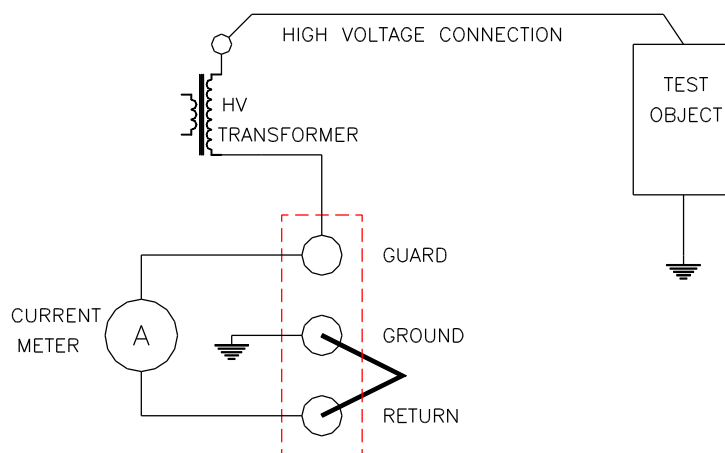 HIGH VOLTAGE CONNECTION
TEST
OBJECT
HV
TRANSFORMER
GUARD
CURRENT
METER
A
GROUND
RETURN